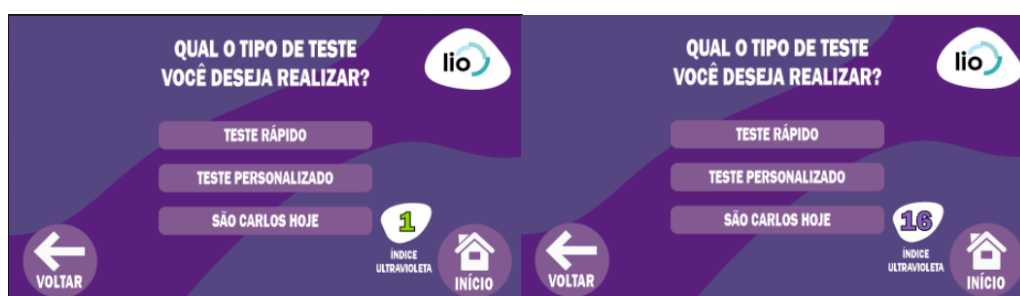 QUAL O TIPO DE TESTE
VOCÊ DESEJA REALIZAR?
lio
TESTE RÁPIDO
TESTE PERSONALIZADO
SÃO CARLOS HOJE
1
ÍNDICE
ULTRAVIOLETA
VOLTAR
INÍCIO
QUAL O TIPO DE TESTE
VOCÊ DESEJA REALIZAR?
lio
TESTE RÁPIDO
TESTE PERSONALIZADO
SÃO CARLOS HOJE
16
ÍNDICE
ULTRAVIOLETA
VOLTAR
INÍCIO